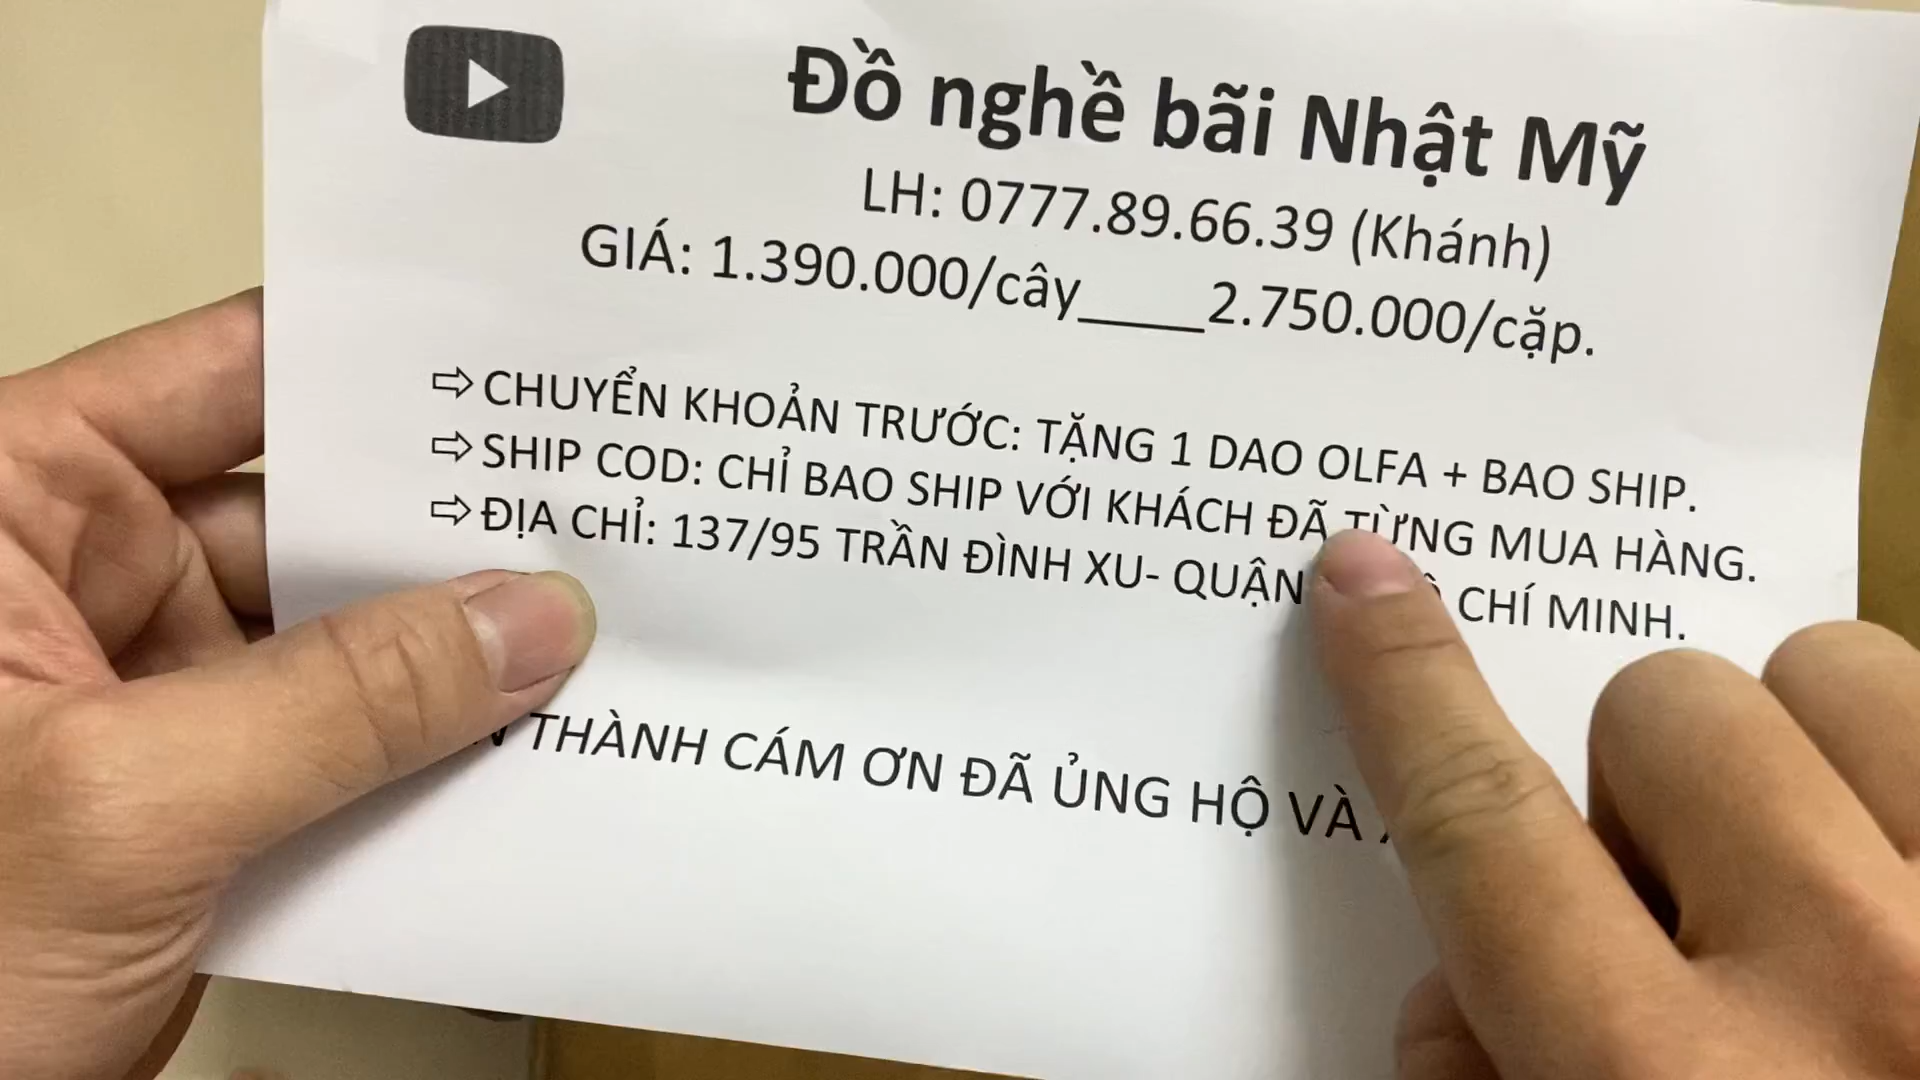 Đồ nghề bãi Nhật Mỹ
LH: 0777.89.66.39 (Khánh)
GIÁ: 1.390.000/cây____2.750.000/cặp.
⇨ CHUYỂN KHOẢN TRƯỚC: TẶNG 1 DAO OLFA + BAO SHIP.
⇨ SHIP COD: CHỈ BAO SHIP VỚI KHÁCH ĐÃ TỪNG MUA HÀNG.
⇨ ĐỊA CHỈ: 137/95 TRẦN ĐÌNH XU- QUẬN CHÍ MINH.
THÀNH CÁM ƠN ĐÃ ỦNG HỘ VÀ